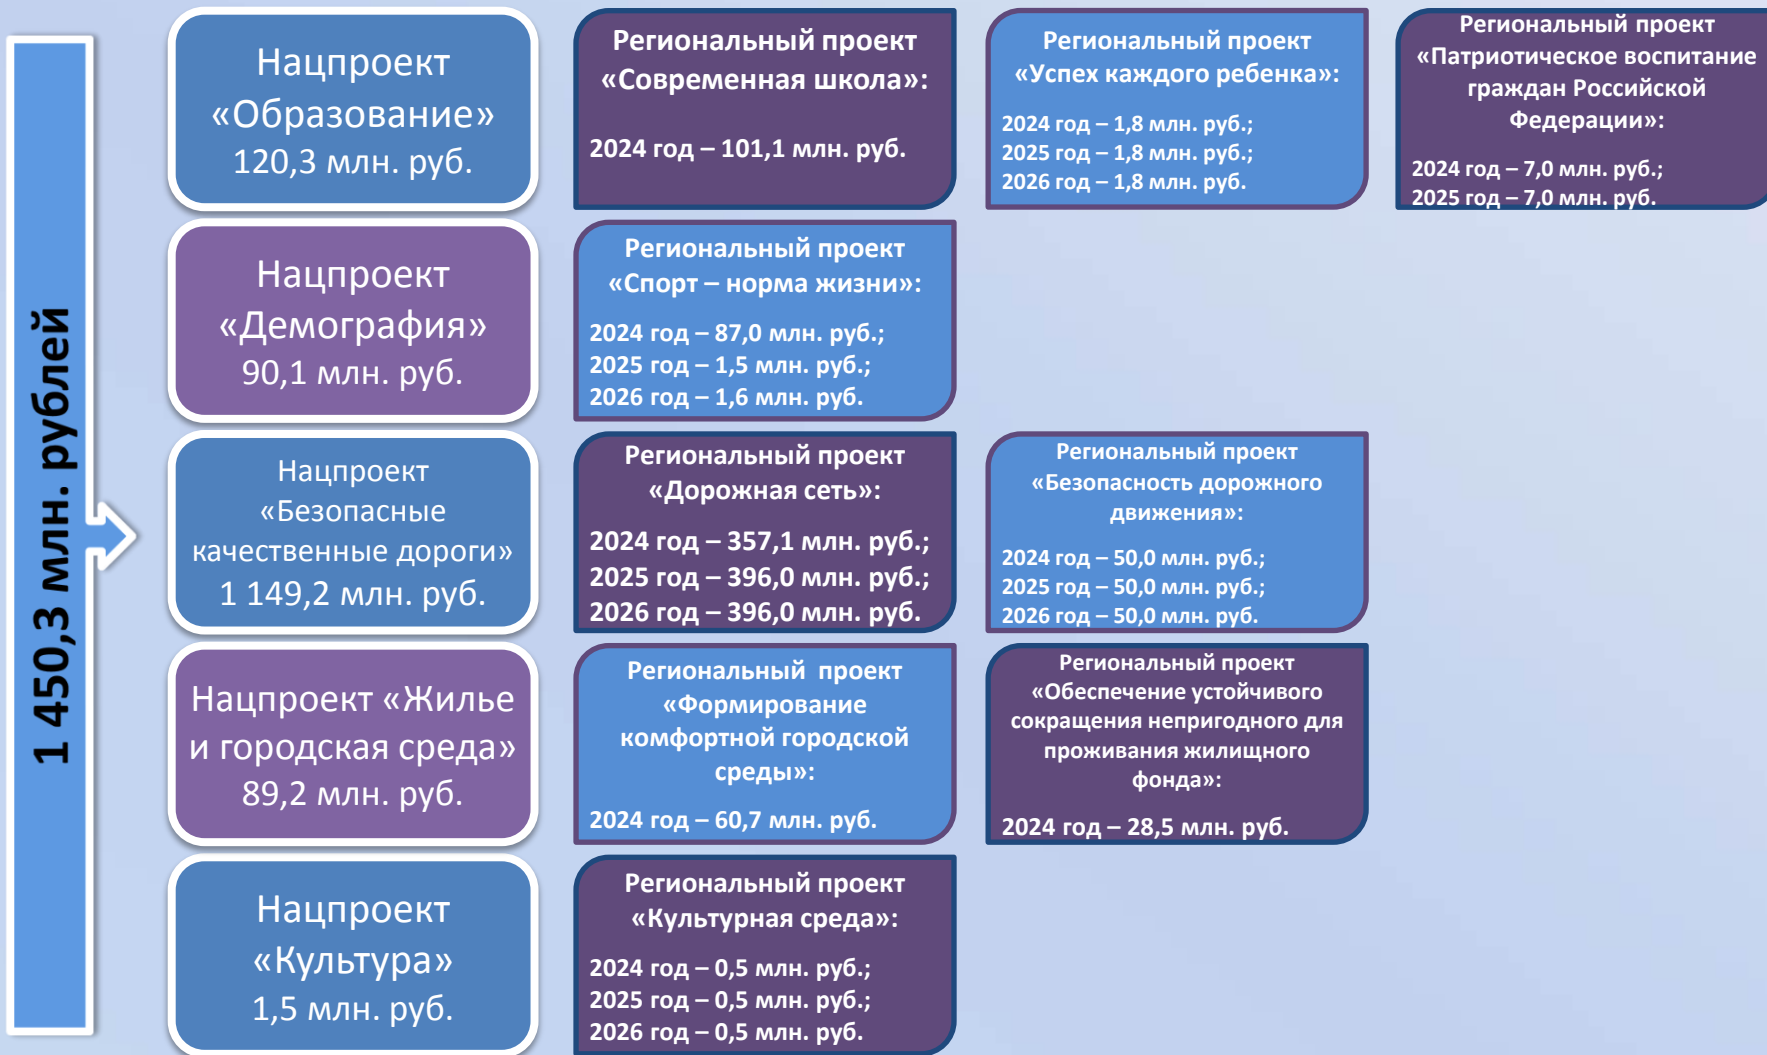 1 450,3 млн. рублей
Нацпроект
«Образование»
120,3 млн. руб.
Региональный проект
«Современная школа»:
2024 год – 101,1 млн. руб.
Региональный проект
«Успех каждого ребенка»:
2024 год – 1,8 млн. руб.;
2025 год – 1,8 млн. руб.;
2026 год – 1,8 млн. руб.
Региональный проект
«Патриотическое воспитание
граждан Российской
Федерации»:
2024 год – 7,0 млн. руб.;
2025 год – 7,0 млн. руб.
Нацпроект
«Демография»
90,1 млн. руб.
Региональный проект
«Спорт – норма жизни»:
2024 год – 87,0 млн. руб.;
2025 год – 1,5 млн. руб.;
2026 год – 1,6 млн. руб.
Нацпроект
«Безопасные
качественные дороги»
1 149,2 млн. руб.
Региональный проект
«Дорожная сеть»:
2024 год – 357,1 млн. руб.;
2025 год – 396,0 млн. руб.;
2026 год – 396,0 млн. руб.
Региональный проект
«Безопасность дорожного
движения»:
2024 год – 50,0 млн. руб.;
2025 год – 50,0 млн. руб.;
2026 год – 50,0 млн. руб.
Нацпроект «Жилье
и городская среда»
89,2 млн. руб.
Региональный проект
«Формирование
комфортной городской
среды»:
2024 год – 60,7 млн. руб.
Региональный проект
«Обеспечение устойчивого
сокращения непригодного для
проживания жилищного
фонда»:
2024 год – 28,5 млн. руб.
Нацпроект
«Культура»
1,5 млн. руб.
Региональный проект
«Культурная среда»:
2024 год – 0,5 млн. руб.;
2025 год – 0,5 млн. руб.;
2026 год – 0,5 млн. руб.